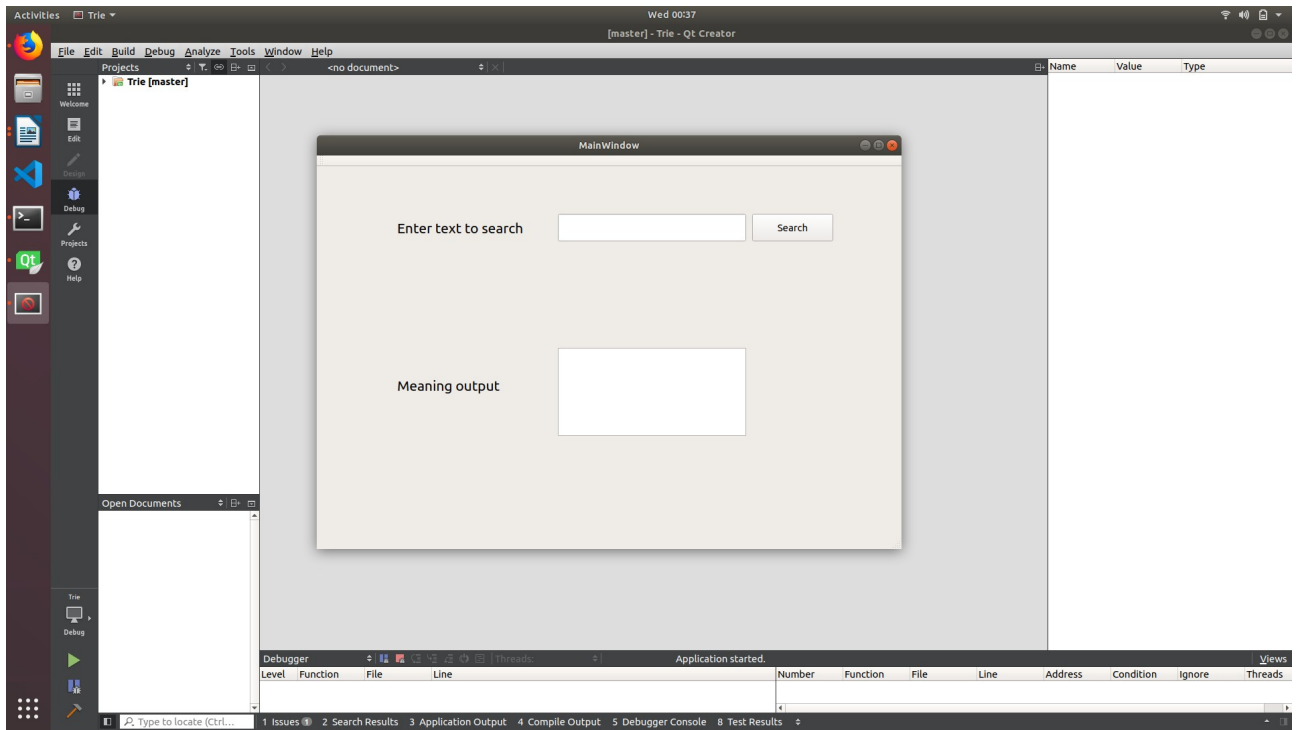 Activities Trie Wed 00:37
[master] - Trie - Qt Creator
File Edit Build Debug Analyze Tools Window Help
Projects <no document> Name Value Type
Trie [master]
Welcome
Edit
Design
Debug
Projects
Help
MainWindow
Enter text to search Search
Meaning output
Open Documents
Trie
Debug
Debugger Threads: Application started. Views
Level Function File Line Number Function File Line Address Condition Ignore Threads
Type to locate (Ctrl... 1 Issues 1 2 Search Results 3 Application Output 4 Compile Output 5 Debugger Console 8 Test Results
Qt